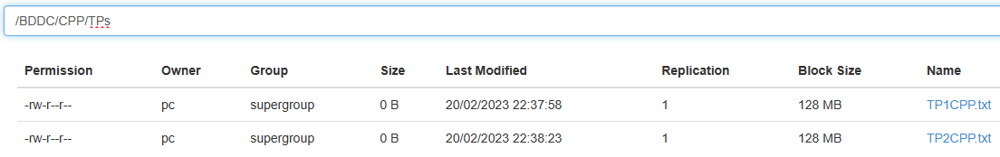 /BDDC/CPP/TPs
Permission Owner Group Size Last Modified Replication Block Size Name
-rw-r--r-- pc supergroup 0 B 20/02/2023 22:37:58 1 128 MB TP1CPP.txt
-rw-r--r-- pc supergroup 0 B 20/02/2023 22:38:23 1 128 MB TP2CPP.txt